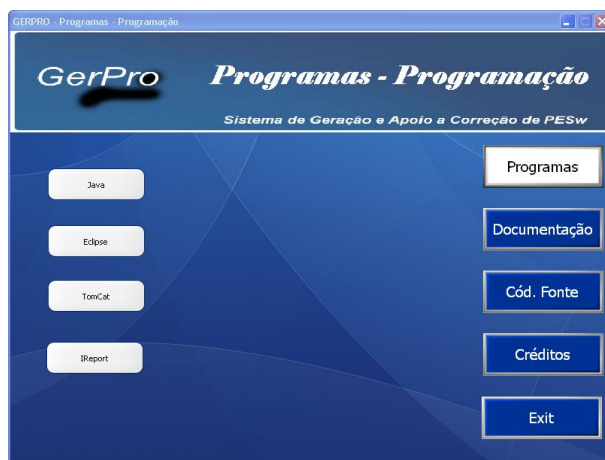 GERPRO - Programas - Programação
GerPro
Programas - Programação
Sistema de Geração e Apoio a Correção de PESw
Java
Eclipse
TomCat
IReport
Programas
Documentação
Cód. Fonte
Créditos
Exit